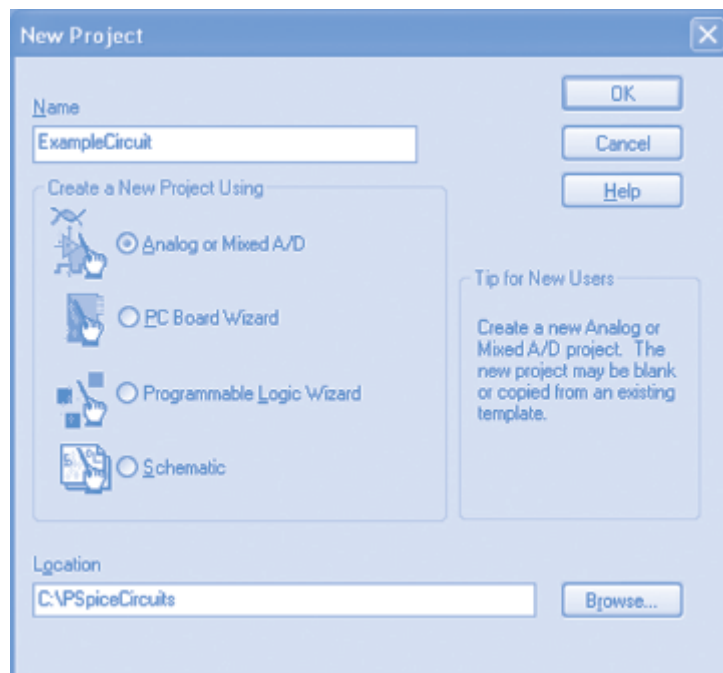 New Project
Name
ExampleCircuit
OK
Cancel
Help
Create a New Project Using
Analog or Mixed A/D
PC Board Wizard
Programmable Logic Wizard
Schematic
Tip for New Users
Create a new Analog or
Mixed A/D project. The
new project may be blank
or copied from an existing
template.
Location
C:\PSpiceCircuits
Browse...